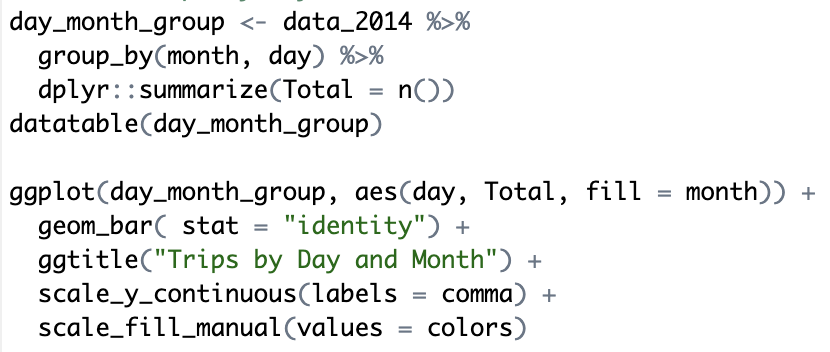 day_month_group <- data_2014 %>%
  group_by(month, day) %>%
  dplyr::summarize(Total = n())
datatable(day_month_group)

ggplot(day_month_group, aes(day, Total, fill = month)) +
  geom_bar( stat = "identity") +
  ggtitle("Trips by Day and Month") +
  scale_y_continuous(labels = comma) +
  scale_fill_manual(values = colors)